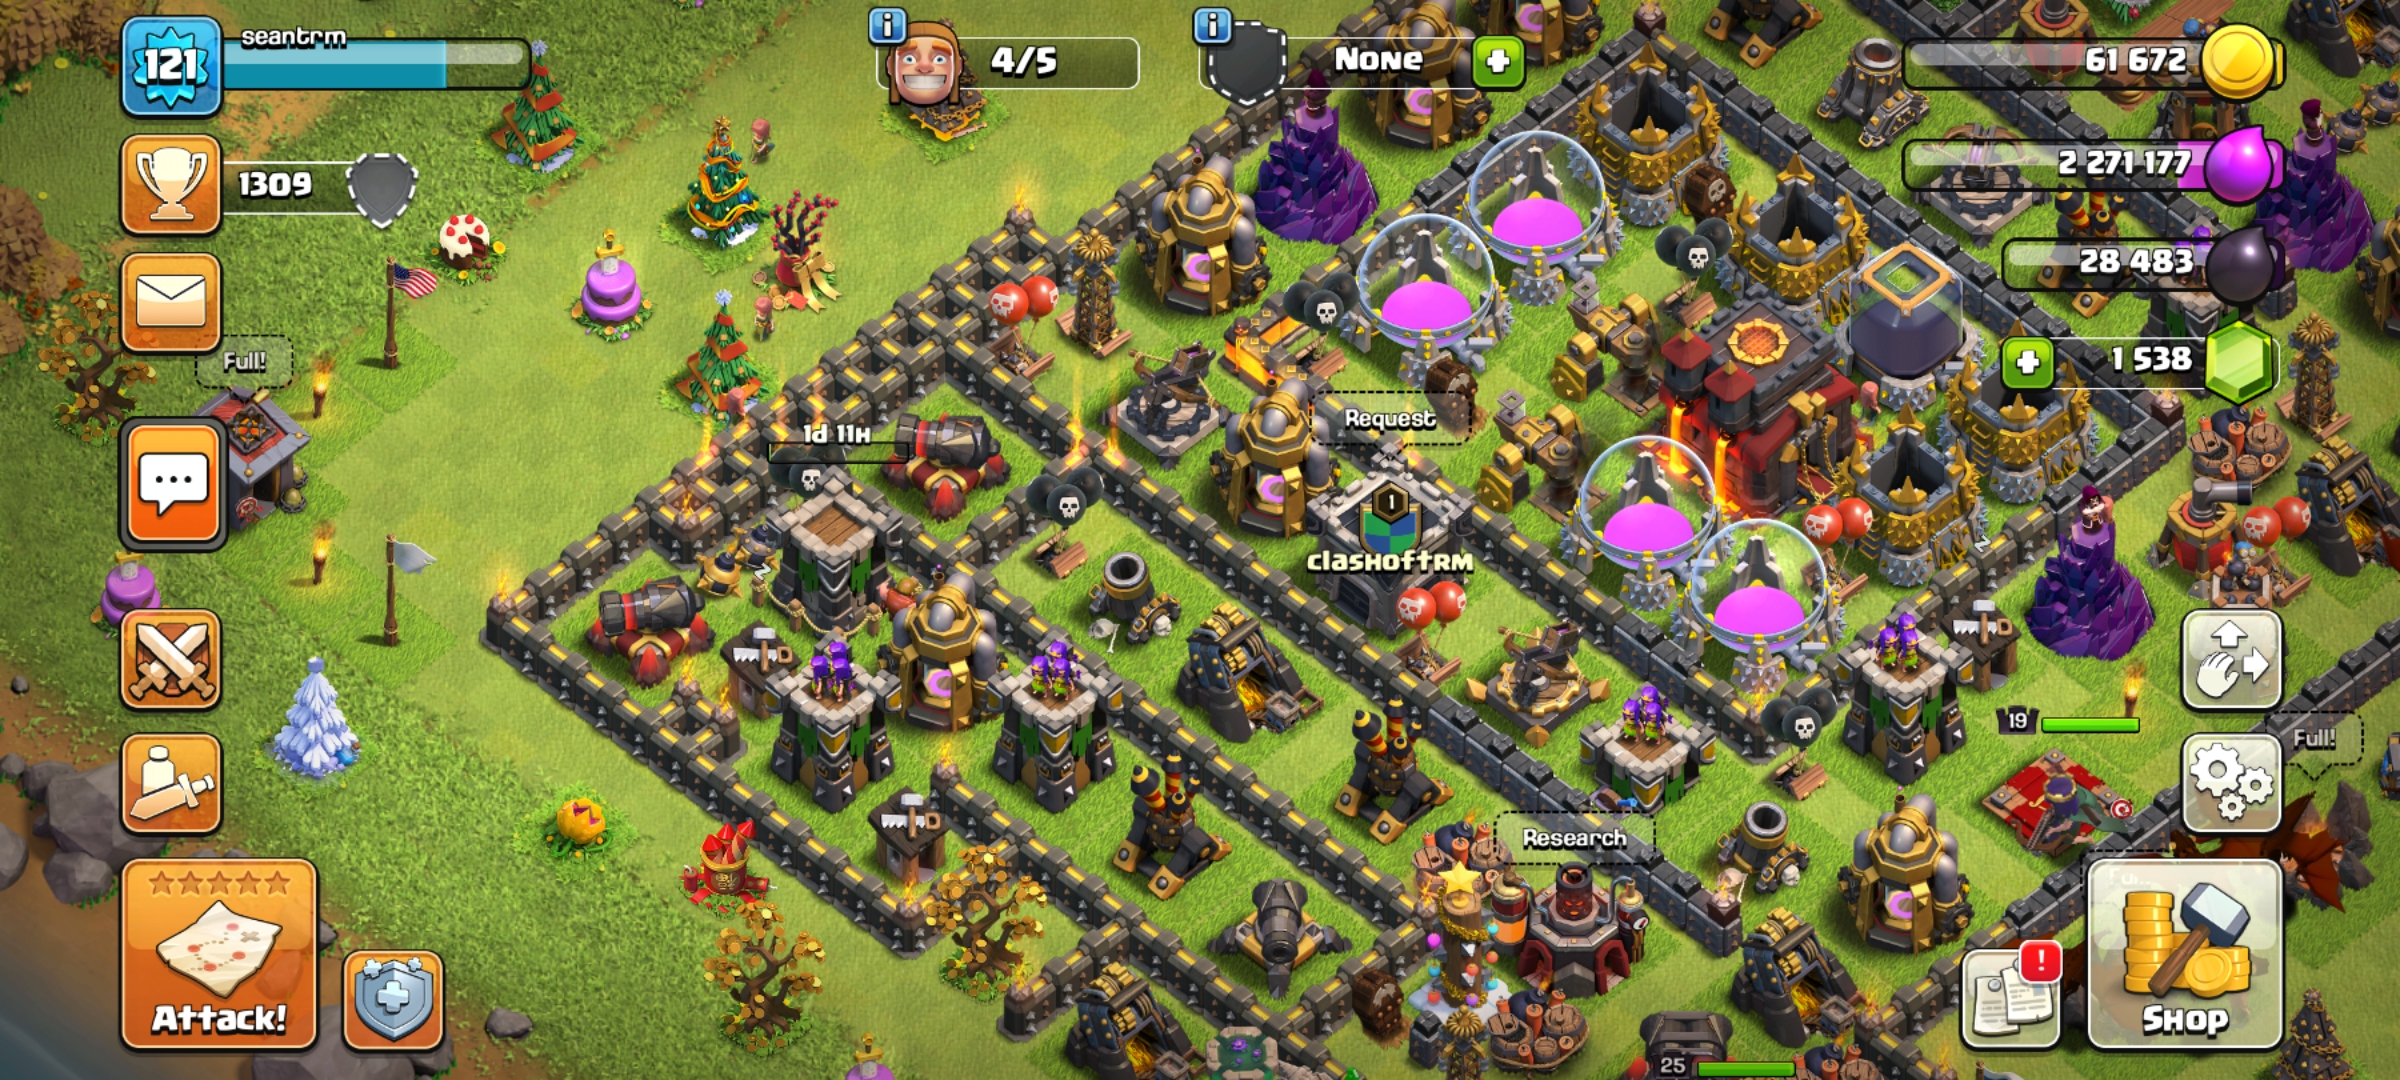 121
seantrm
4/5
None
61 672
1309
2 271 177
28 483
1 538
Full!
Request
1d 11h
1
clashoftrm
19
Full!
Research
Attack!
Shop
25